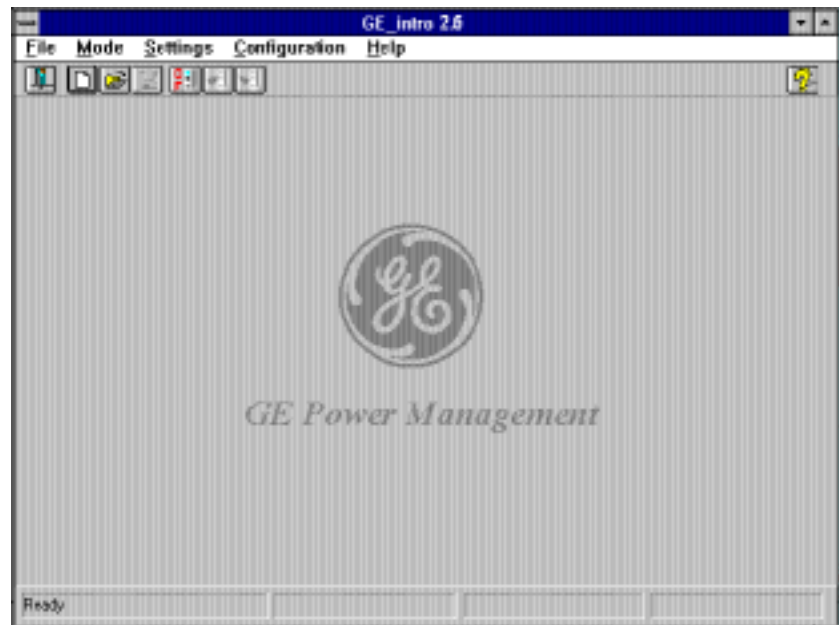 GE_intro 2.6
File Mode Settings Configuration Help
GE
GE Power Management
Ready